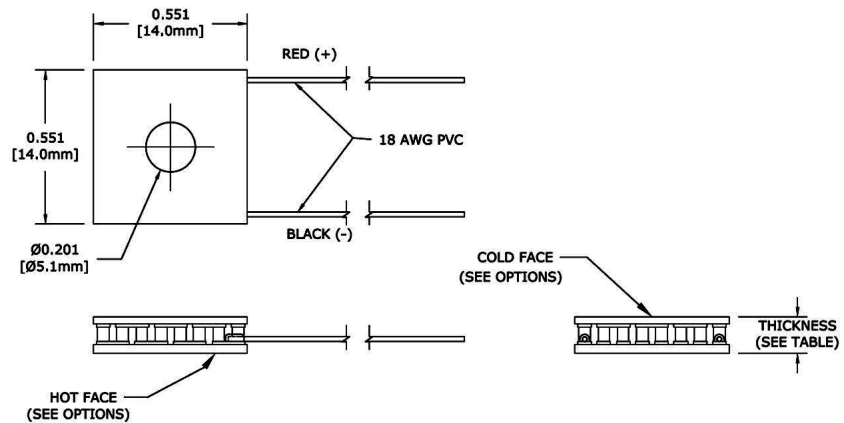 0.551
[14.0mm]
RED (+)
0.551
[14.0mm]
18 AWG PVC
Ø0.201
[Ø5.1mm]
BLACK (-)
COLD FACE
(SEE OPTIONS)
THICKNESS
(SEE TABLE)
HOT FACE
(SEE OPTIONS)